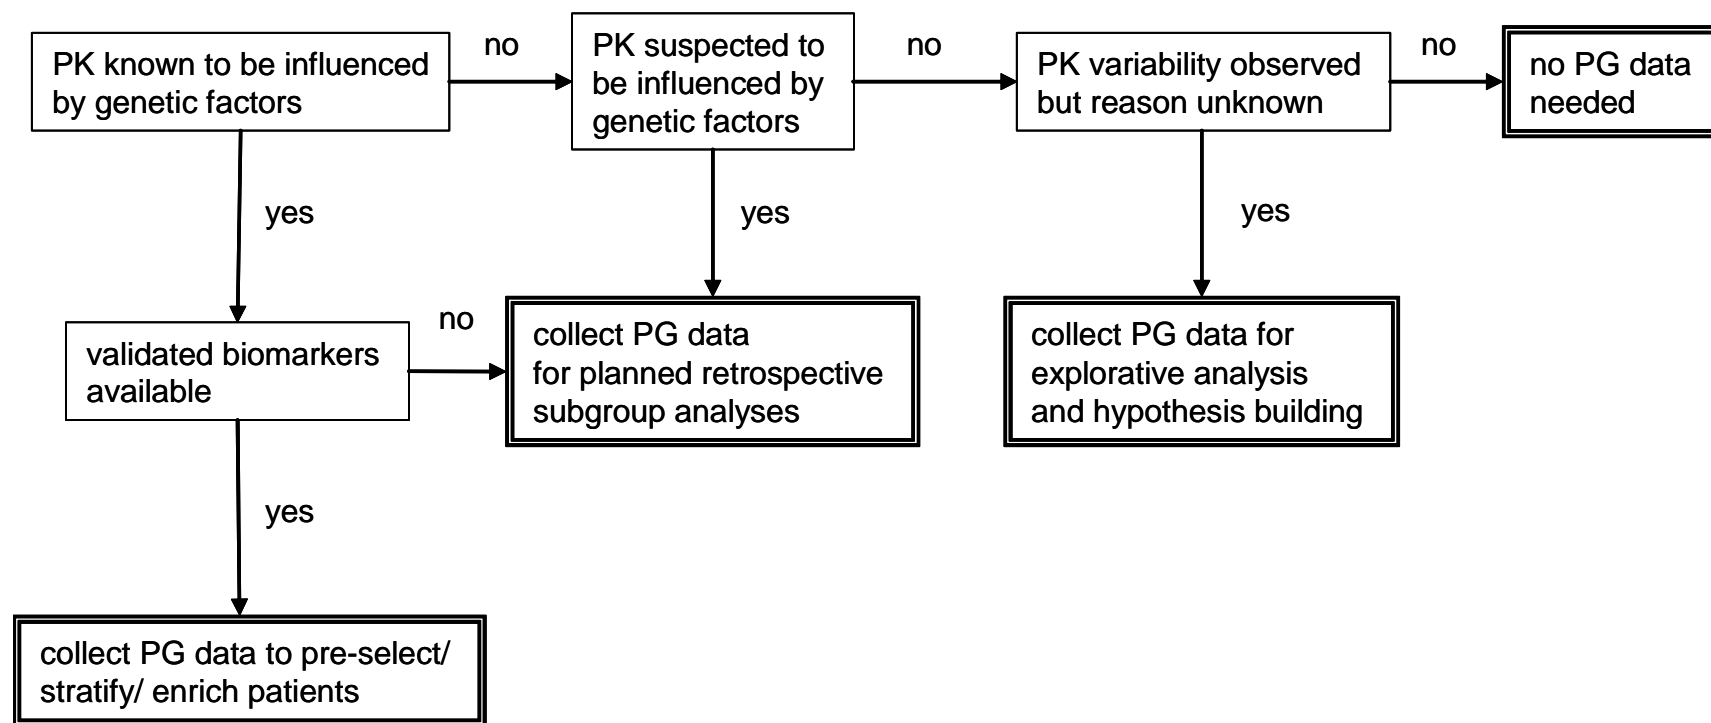 PK known to be influenced
by genetic factors
no
PK suspected to
be influenced by
genetic factors
no
PK variability observed
but reason unknown
no
no PG data
needed
yes
yes
yes
validated biomarkers
available
no
collect PG data
for planned retrospective
subgroup analyses
collect PG data for
explorative analysis
and hypothesis building
yes
collect PG data to pre-select/
stratify/ enrich patients